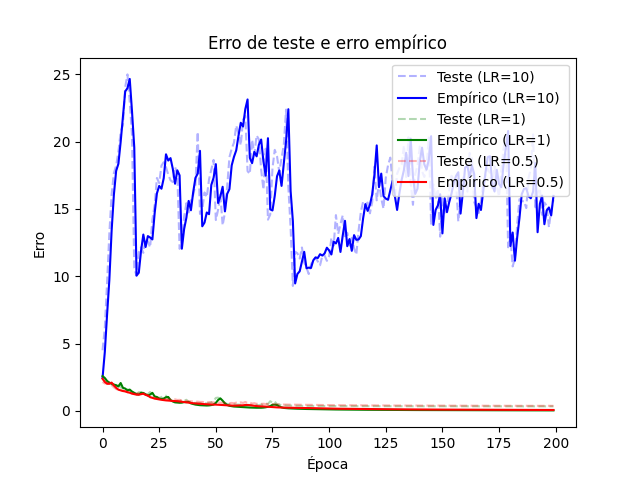 Erro de teste e erro empírico
25
20
15
10
5
0
Erro
Teste (LR=10)
Empírico (LR=10)
Teste (LR=1)
Empírico (LR=1)
Teste (LR=0.5)
Empírico (LR=0.5)
0 25 50 75 100 125 150 175 200
Época